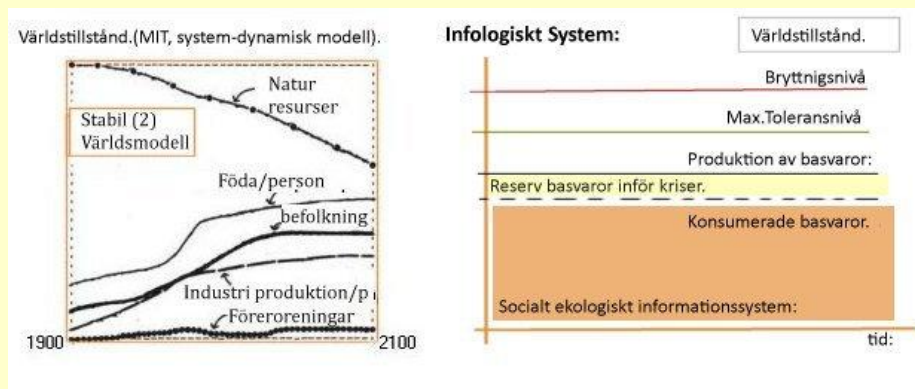 Världstillstånd.(MIT, system-dynamisk modell).
Natur
resurser
Stabil (2)
Världsmodell
Föda/person
befolkning
Industri produktion/p
Föreroreningar
1900
2100
Infologiskt System:
Världstillstånd.
Bryttnigsnivå
Max.Toleransnivå
Produktion av basvaror:
Reserv basvaror inför kriser.
Konsumerade basvaror.
Socialt ekologiskt informationssystem:
tid: